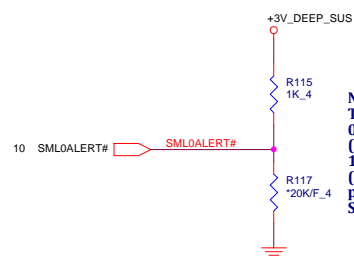 +3V_DEEP_SUS
R115
1K_4
10 SML0ALERT#
SML0ALERT#
R117
*20K/F_4